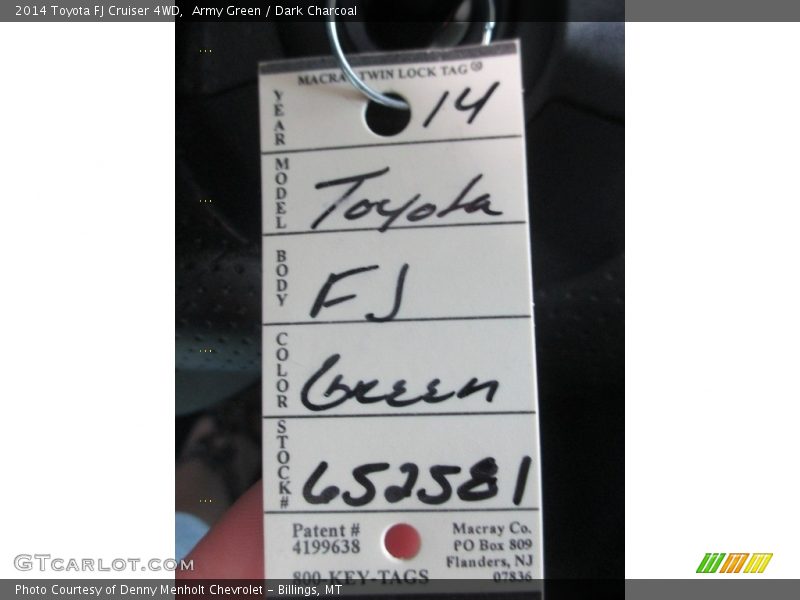 2014 Toyota FJ Cruiser 4WD, Army Green / Dark Charcoal
MACRAY TWIN LOCK TAG ®
YEAR 14
MODEL Toyota
BODY FJ
COLOR Green
STOCK# 652581
Patent #
4199638
Macray Co.
PO Box 809
Flanders, NJ
07836
800-KEY-TAGS
GTCARLOT.COM
Photo Courtesy of Denny Menholt Chevrolet – Billings, MT